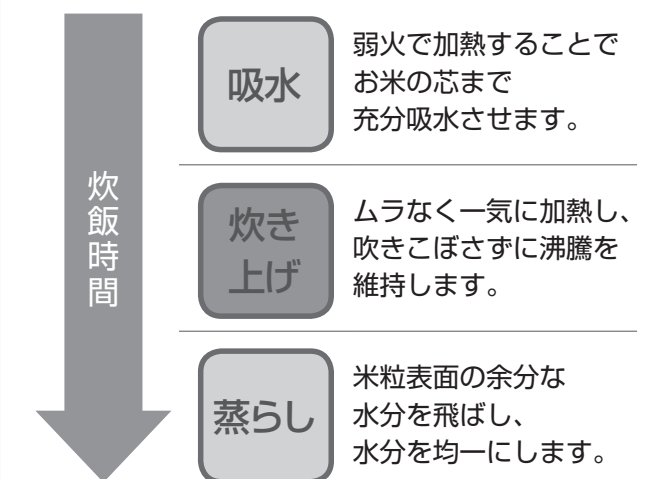 炊飯時間
吸水
弱火で加熱することで
お米の芯まで
充分吸水させます。
炊き
上げ
ムラなく一気に加熱し、
吹きこぼさずに沸騰を
維持します。
蒸らし
米粒表面の余分な
水分を飛ばし、
水分を均一にします。